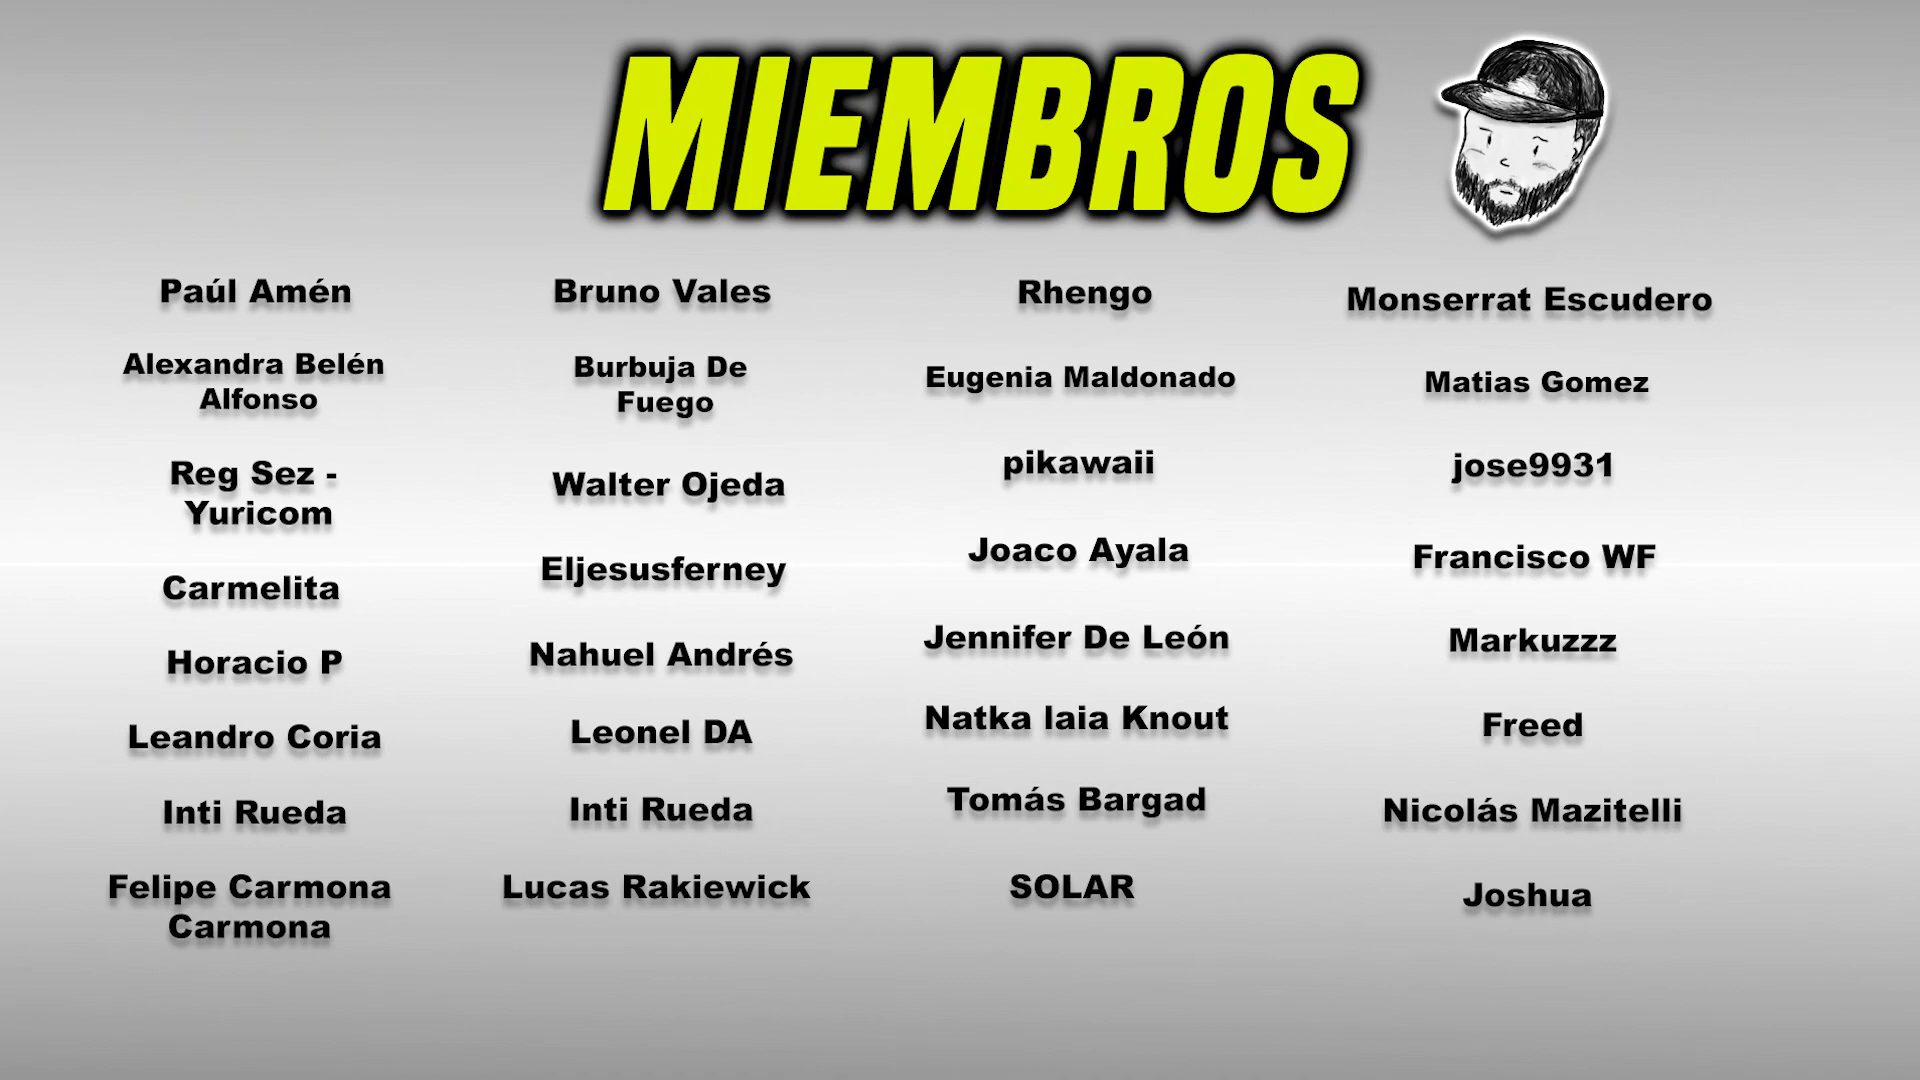 MIEMBROS
Paúl Amén
Alexandra Belén
Alfonso
Reg Sez -
Yuricom
Carmelita
Horacio P
Leandro Coria
Inti Rueda
Felipe Carmona
Carmona
Bruno Vales
Burbuja De
Fuego
Walter Ojeda
Eljesusferney
Nahuel Andrés
Leonel DA
Inti Rueda
Lucas Rakiewick
Rhengo
Eugenia Maldonado
pikawaii
Joaco Ayala
Jennifer De León
Natka laia Knout
Tomás Bargad
SOLAR
Monserrat Escudero
Matias Gomez
jose9931
Francisco WF
Markuzzz
Freed
Nicolás Mazitelli
Joshua